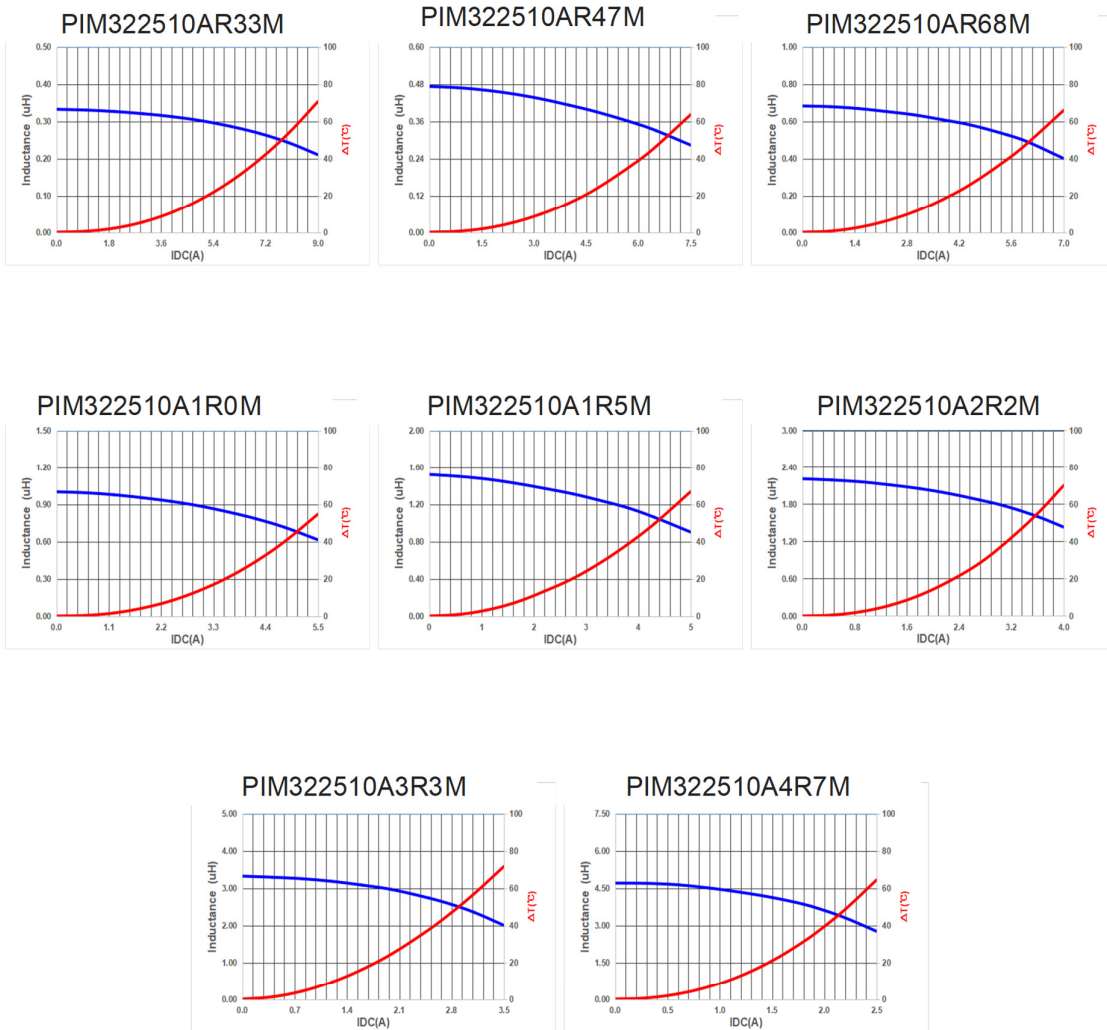 PIM322510AR33M
PIM322510AR47M
PIM322510AR68M
0.50
0.40
0.30
0.20
0.10
0.00
100
80
60
40
20
0
0.0 1.8 3.6 5.4 7.2 9.0
Inductance (uH)
△T(℃)
IDC(A)
0.60
0.48
0.36
0.24
0.12
0.00
100
80
60
40
20
0
0.0 1.5 3.0 4.5 6.0 7.5
Inductance (uH)
△T(℃)
IDC(A)
1.00
0.80
0.60
0.40
0.20
0.00
100
80
60
40
20
0
0.0 1.4 2.8 4.2 5.6 7.0
Inductance (uH)
△T(℃)
IDC(A)
PIM322510A1R0M
PIM322510A1R5M
PIM322510A2R2M
1.50
1.20
0.90
0.60
0.30
0.00
100
80
60
40
20
0
0.0 1.1 2.2 3.3 4.4 5.5
Inductance (uH)
△T(℃)
IDC(A)
2.00
1.60
1.20
0.80
0.40
0.00
100
80
60
40
20
0
0 1 2 3 4 5
Inductance (uH)
△T(℃)
IDC(A)
3.00
2.40
1.80
1.20
0.60
0.00
100
80
60
40
20
0
0.0 0.8 1.6 2.4 3.2 4.0
Inductance (uH)
△T(℃)
IDC(A)
PIM322510A3R3M
PIM322510A4R7M
5.00
4.00
3.00
2.00
1.00
0.00
100
80
60
40
20
0
0.0 0.7 1.4 2.1 2.8 3.5
Inductance (uH)
△T(℃)
IDC(A)
7.50
6.00
4.50
3.00
1.50
0.00
100
80
60
40
20
0
0.0 0.5 1.0 1.5 2.0 2.5
Inductance (uH)
△T(℃)
IDC(A)